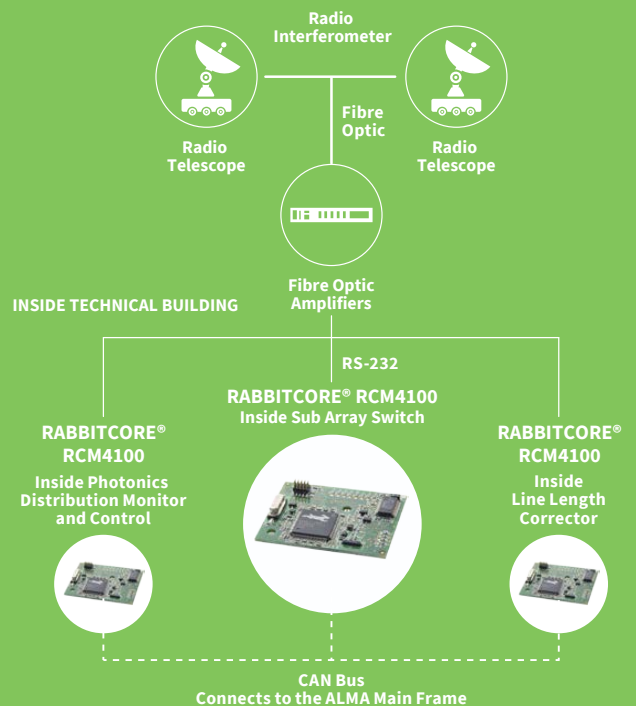 Radio
Interferometer
Radio
Telescope
Fibre
Optic
Radio
Telescope
Fibre Optic
Amplifiers
INSIDE TECHNICAL BUILDING
RS-232
RABBITCORE® RCM4100
Inside Sub Array Switch
RABBITCORE®
RCM4100
Inside Photonics
Distribution Monitor
and Control
RABBITCORE®
RCM4100
Inside
Line Length
Corrector
CAN Bus
Connects to the ALMA Main Frame